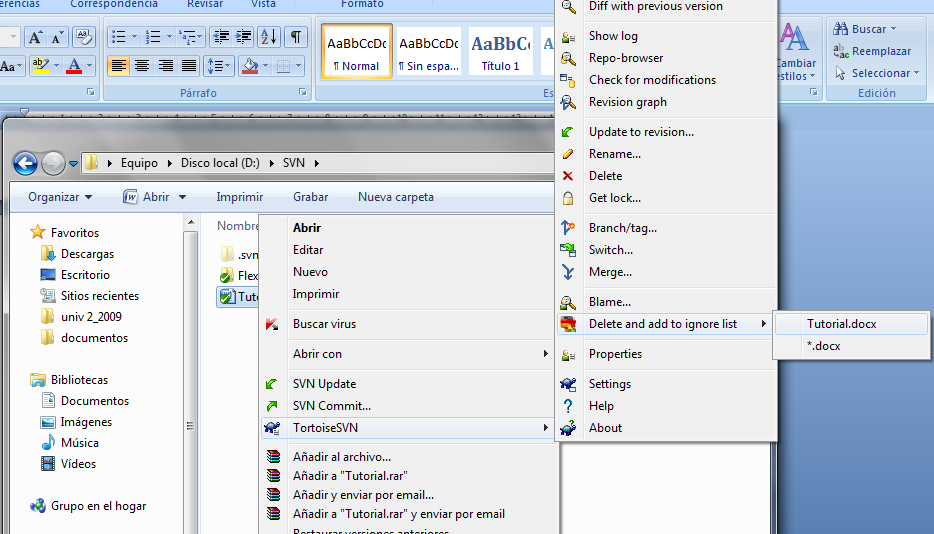 erencias Correspondencia Revisar Vista Formato
Aa
AaBbCcDc AaBbCcDc AaBbC
¶ Normal ¶ Sin espa... Título 1
Párrafo
Cambiar
estilos
Buscar
Reemplazar
Seleccionar
Edición
Equipo Disco local (D:) SVN
Organizar Abrir Imprimir Grabar Nueva carpeta
Favoritos
Descargas
Escritorio
Sitios recientes
univ 2_2009
documentos
Bibliotecas
Documentos
Imágenes
Música
Vídeos
Grupo en el hogar
Nombre
.svn
Flex
Tuto
Abrir
Editar
Nuevo
Imprimir
Buscar virus
Abrir con
SVN Update
SVN Commit...
TortoiseSVN
Añadir al archivo...
Añadir a "Tutorial.rar"
Añadir y enviar por email...
Añadir a "Tutorial.rar" y enviar por email
Restaurar versiones anteriores
Diff with previous version
Show log
Repo-browser
Check for modifications
Revision graph
Update to revision...
Rename...
Delete
Get lock...
Branch/tag...
Switch...
Merge...
Blame...
Delete and add to ignore list
Properties
Settings
Help
About
Tutorial.docx
*.docx